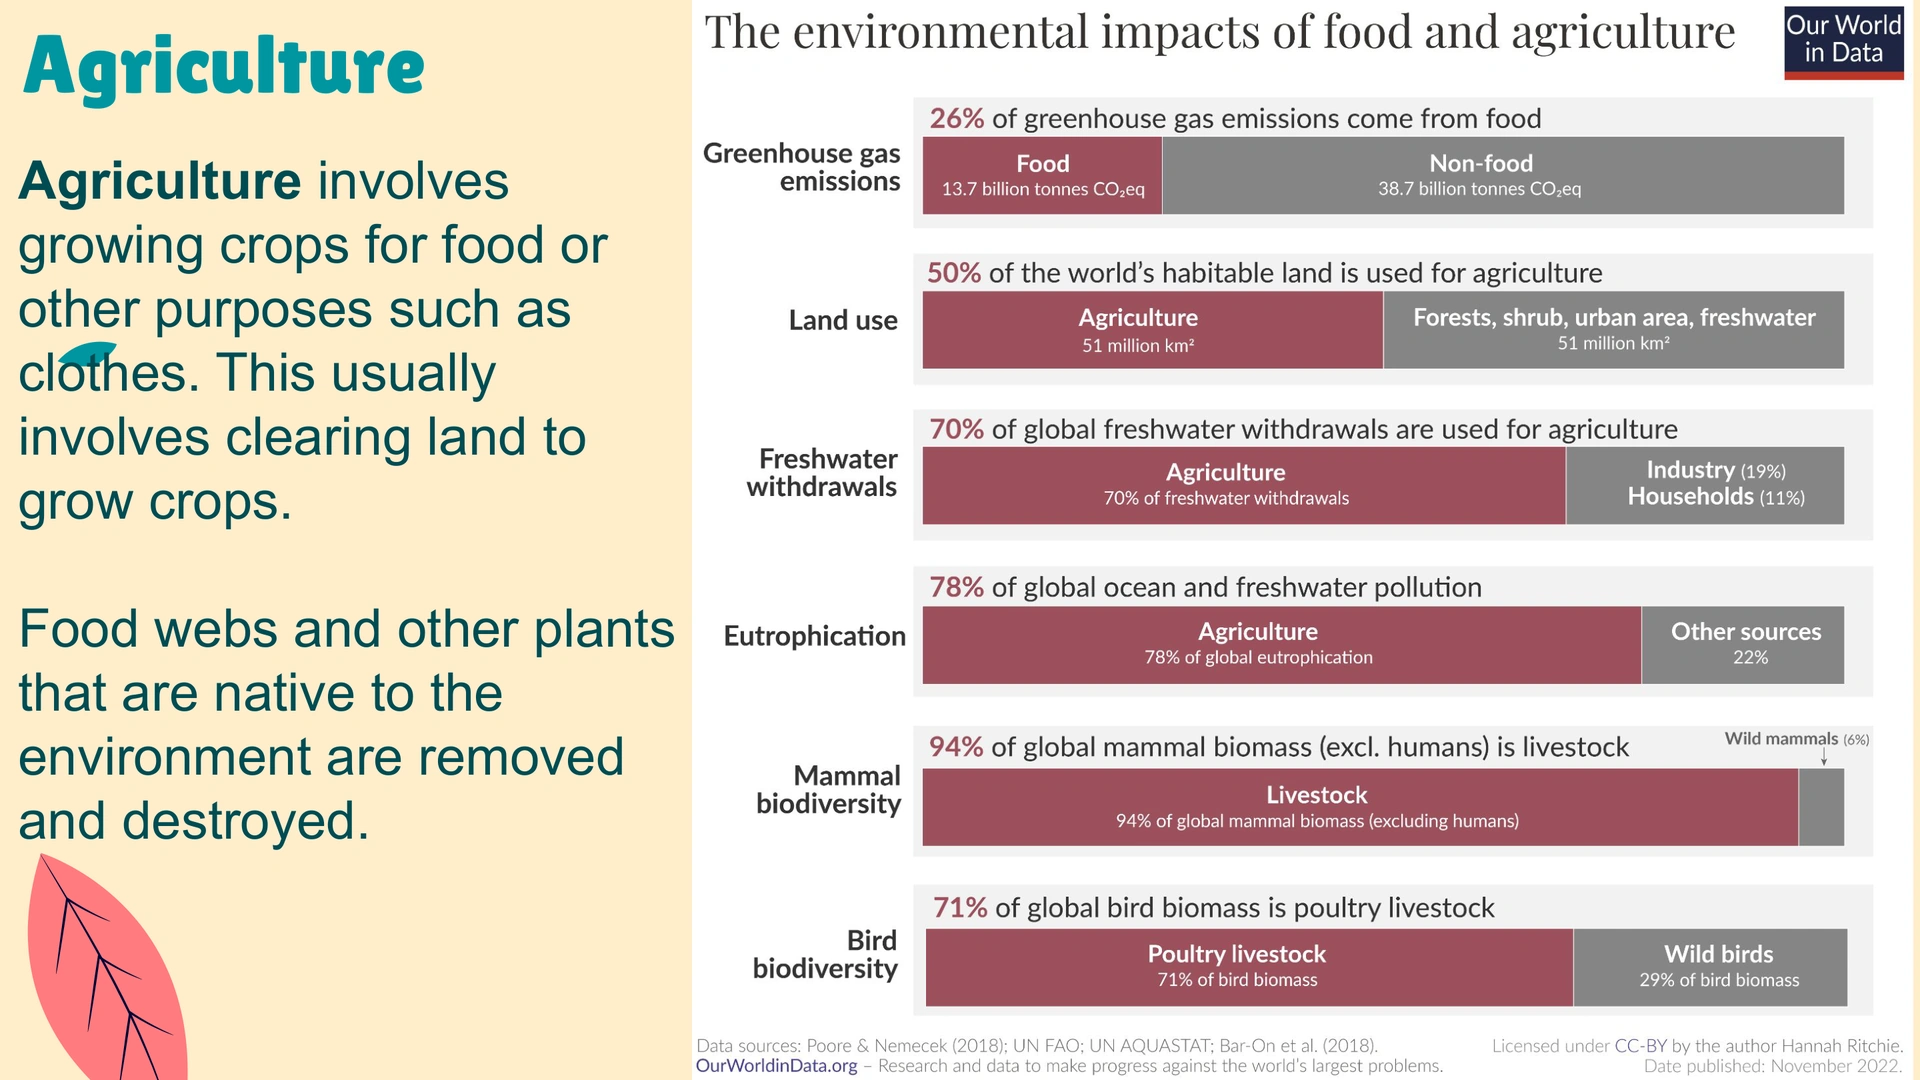 Agriculture
Agriculture involves
growing crops for food or
other purposes such as
clothes. This usually
involves clearing land to
grow crops.
Food webs and other plants
that are native to the
environment are removed
and destroyed.
The environmental impacts of food and agriculture
Our World
in Data
Greenhouse gas
emissions
26% of greenhouse gas emissions come from food
Food
13.7 billion tonnes CO₂eq
Non-food
38.7 billion tonnes CO₂eq
Land use
50% of the world’s habitable land is used for agriculture
Agriculture
51 million km²
Forests, shrub, urban area, freshwater
51 million km²
Freshwater
withdrawals
70% of global freshwater withdrawals are used for agriculture
Agriculture
70% of freshwater withdrawals
Industry (19%)
Households (11%)
Eutrophication
78% of global ocean and freshwater pollution
Agriculture
78% of global eutrophication
Other sources
22%
Mammal
biodiversity
94% of global mammal biomass (excl. humans) is livestock
Wild mammals (6%)
Livestock
94% of global mammal biomass (excluding humans)
Bird
biodiversity
71% of global bird biomass is poultry livestock
Poultry livestock
71% of bird biomass
Wild birds
29% of bird biomass
Data sources: Poore & Nemecek (2018); UN FAO; UN AQUASTAT; Bar-On et al. (2018).
OurWorldinData.org – Research and data to make progress against the world’s largest problems.
Licensed under CC-BY by the author Hannah Ritchie.
Date published: November 2022.